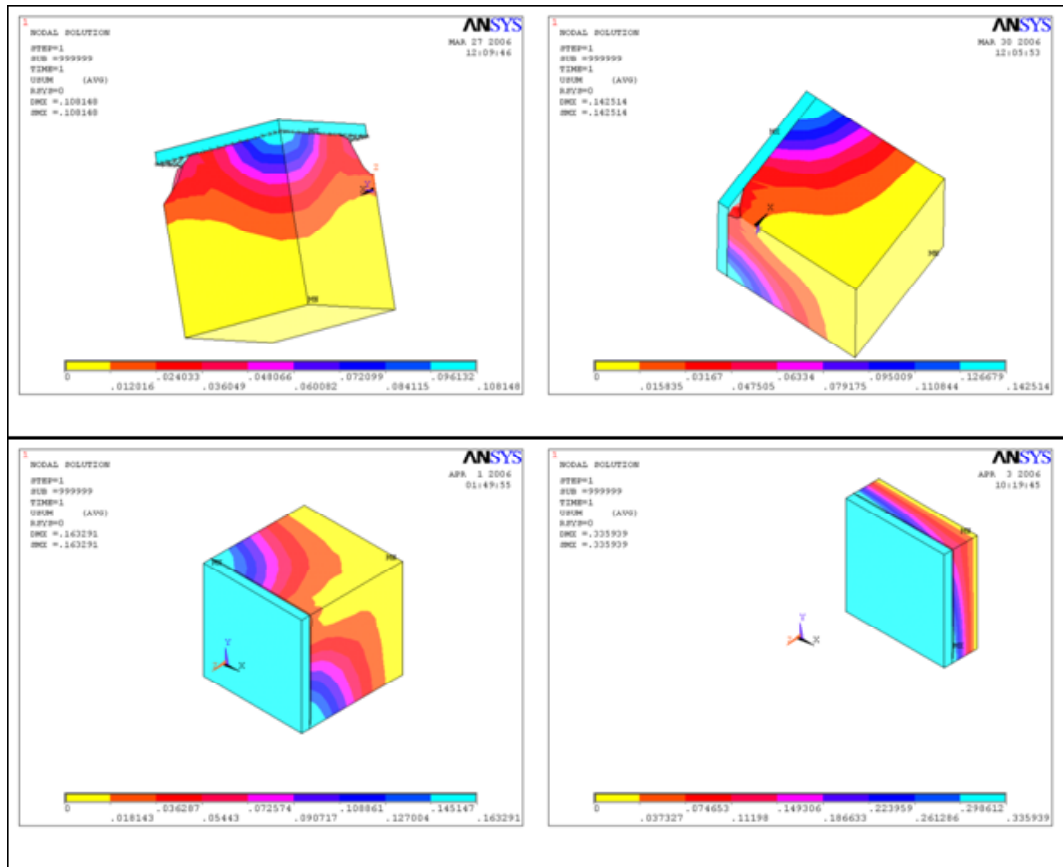 1
ANSYS
NODAL SOLUTION
MAR 27 2006
12:09:46
STEP=1
SUB =999999
TIME=1
USUM (AVG)
RSYS=0
DMX =.108148
SMX =.108148
MX
Z
Y
X
MN
0 .024033 .048066 .072099 .096132
.012016 .036049 .060082 .084115 .108148
1
ANSYS
NODAL SOLUTION
MAR 30 2006
12:05:53
STEP=1
SUB =999999
TIME=1
USUM (AVG)
RSYS=0
DMX =.142514
SMX =.142514
MX
X
MN
0 .03167 .06334 .095009 .126679
.015835 .047505 .079175 .110844 .142514
1
ANSYS
NODAL SOLUTION
APR 1 2006
01:49:55
STEP=1
SUB =999999
TIME=1
USUM (AVG)
RSYS=0
DMX =.163291
SMX =.163291
MN
MX
Y
Z X
0 .036287 .072574 .108861 .145147
.018143 .05443 .090717 .127004 .163291
1
ANSYS
NODAL SOLUTION
APR 3 2006
10:19:45
STEP=1
SUB =999999
TIME=1
USUM (AVG)
RSYS=0
DMX =.335939
SMX =.335939
MN
Y
Z X
MX
0 .074653 .149306 .223959 .298612
.037327 .11198 .186633 .261286 .335939